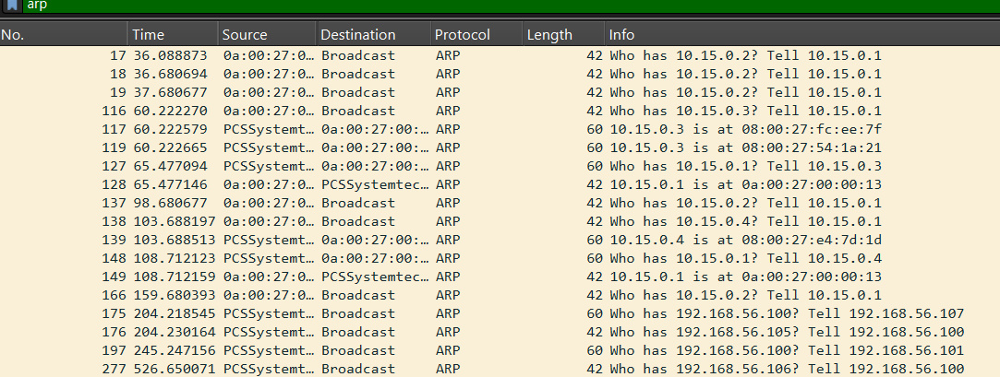 arp
No. Time Source Destination Protocol Length Info
17 36.088873 0a:00:27:0… Broadcast ARP 42 Who has 10.15.0.2? Tell 10.15.0.1
18 36.680694 0a:00:27:0… Broadcast ARP 42 Who has 10.15.0.2? Tell 10.15.0.1
19 37.680677 0a:00:27:0… Broadcast ARP 42 Who has 10.15.0.2? Tell 10.15.0.1
116 60.222270 0a:00:27:0… Broadcast ARP 42 Who has 10.15.0.3? Tell 10.15.0.1
117 60.222579 PCSSystemt… 0a:00:27:00:… ARP 60 10.15.0.3 is at 08:00:27:fc:ee:7f
119 60.222665 PCSSystemt… 0a:00:27:00:… ARP 60 10.15.0.3 is at 08:00:27:54:1a:21
127 65.477094 PCSSystemt… 0a:00:27:00:… ARP 60 Who has 10.15.0.1? Tell 10.15.0.3
128 65.477146 0a:00:27:0… PCSSystemtec… ARP 42 10.15.0.1 is at 0a:00:27:00:00:13
137 98.680677 0a:00:27:0… Broadcast ARP 42 Who has 10.15.0.2? Tell 10.15.0.1
138 103.688197 0a:00:27:0… Broadcast ARP 42 Who has 10.15.0.4? Tell 10.15.0.1
139 103.688513 PCSSystemt… 0a:00:27:00:… ARP 60 10.15.0.4 is at 08:00:27:e4:7d:1d
148 108.712123 PCSSystemt… 0a:00:27:00:… ARP 60 Who has 10.15.0.1? Tell 10.15.0.4
149 108.712159 0a:00:27:0… PCSSystemtec… ARP 42 10.15.0.1 is at 0a:00:27:00:00:13
166 159.680393 0a:00:27:0… Broadcast ARP 42 Who has 10.15.0.2? Tell 10.15.0.1
175 204.218545 PCSSystemt… Broadcast ARP 60 Who has 192.168.56.100? Tell 192.168.56.107
176 204.230164 PCSSystemt… Broadcast ARP 42 Who has 192.168.56.105? Tell 192.168.56.100
197 245.247156 PCSSystemt… Broadcast ARP 60 Who has 192.168.56.100? Tell 192.168.56.101
277 526.650071 PCSSystemt… Broadcast ARP 42 Who has 192.168.56.106? Tell 192.168.56.100